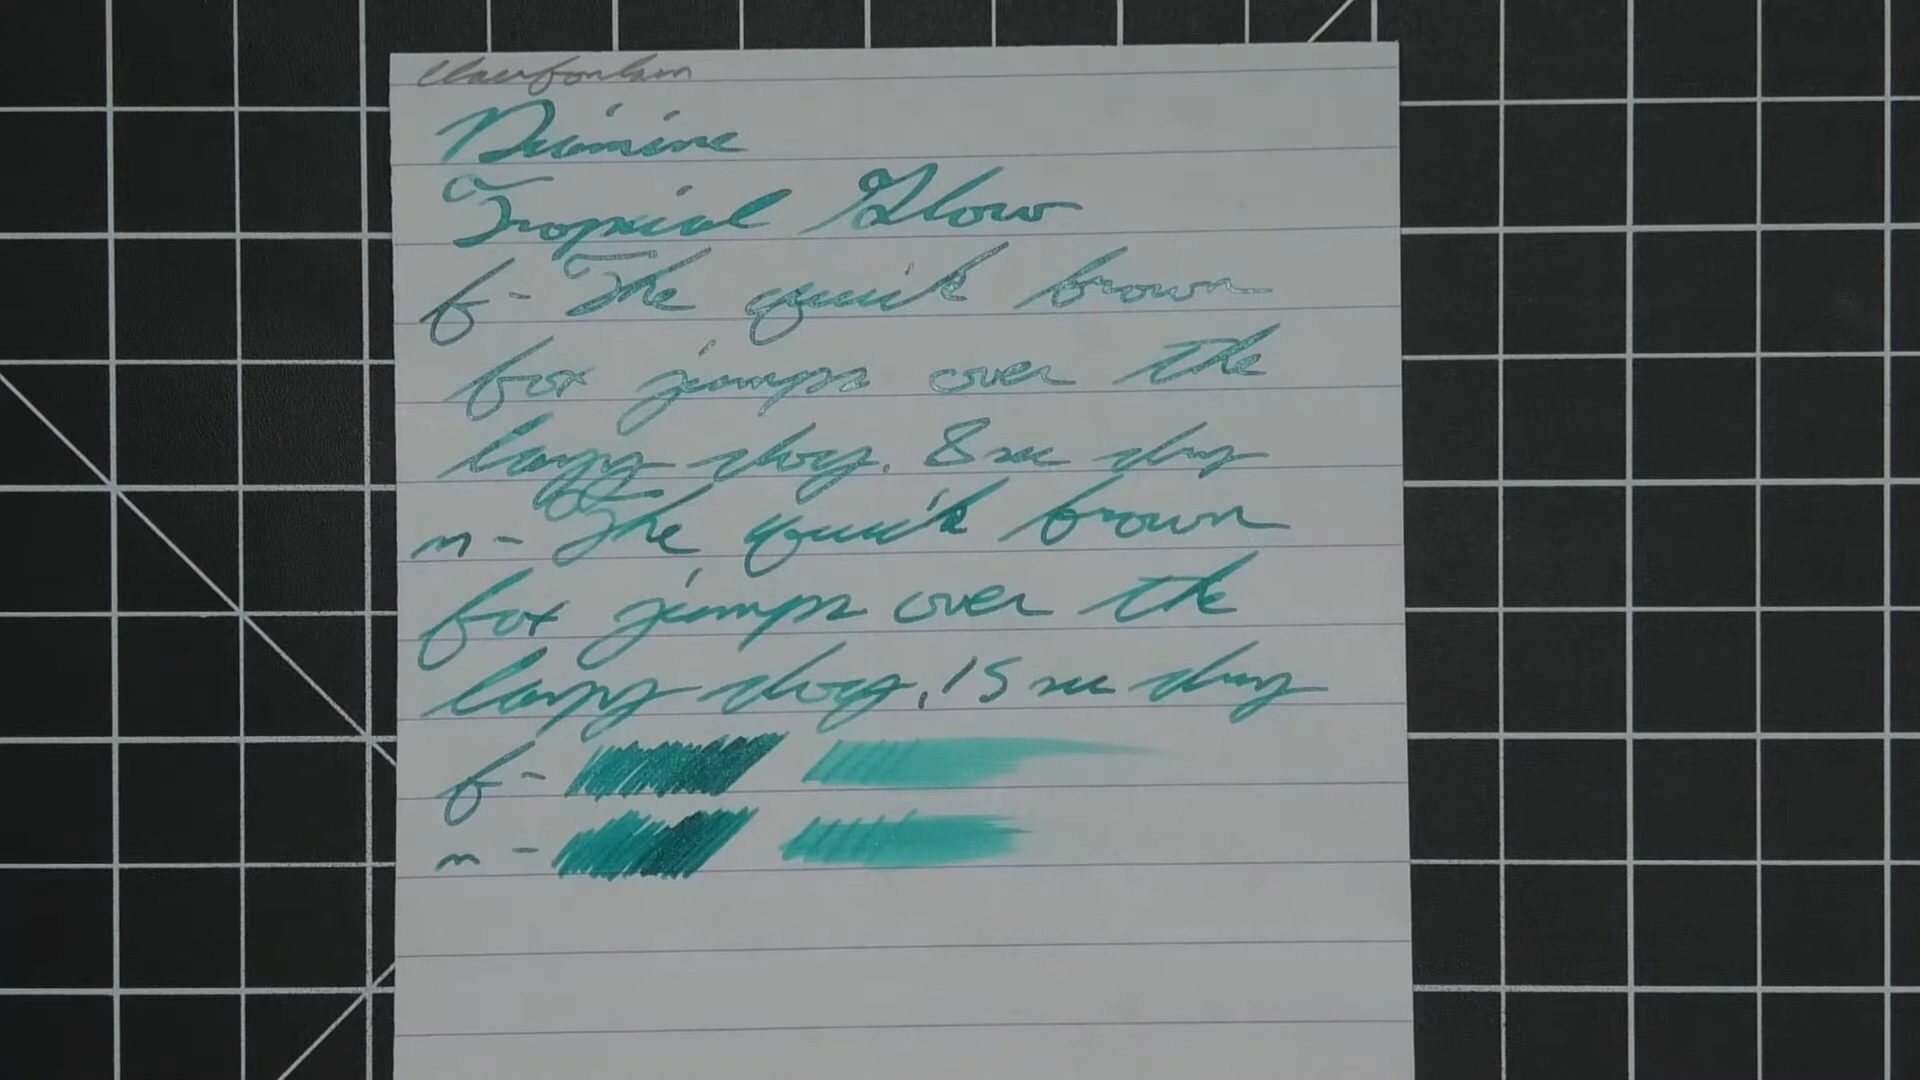 Diamine
Tropical Glow
f - The quick brown
fox jumps over the
lazy dog. 8 sec dry
m - The quick brown
fox jumps over the
lazy dog. 15 sec dry
f -
m -